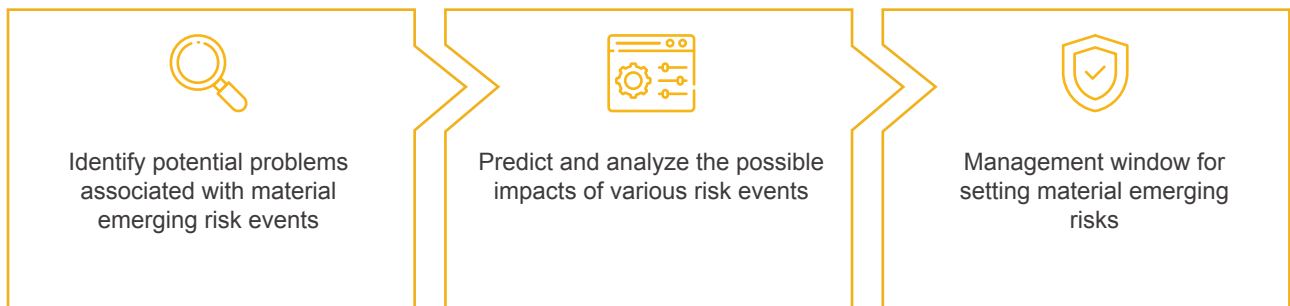 Identify potential problems
associated with material
emerging risk events
Predict and analyze the possible
impacts of various risk events
Management window for
setting material emerging
risks